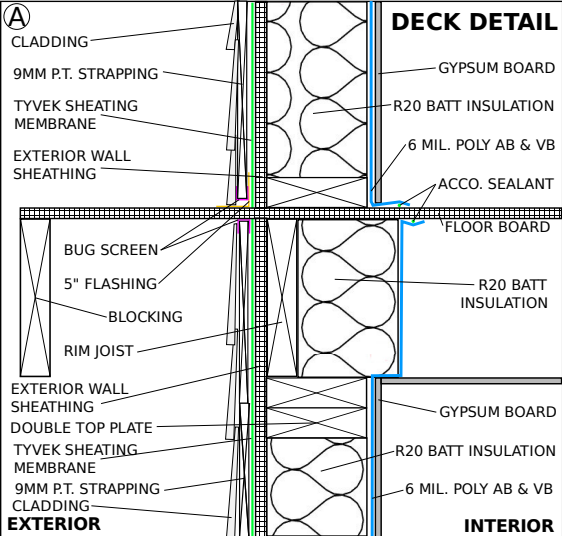 A
DECK DETAIL
CLADDING
9MM P.T. STRAPPING
TYVEK SHEATING
MEMBRANE
EXTERIOR WALL
SHEATHING
GYPSUM BOARD
R20 BATT INSULATION
6 MIL. POLY AB & VB
ACCO. SEALANT
FLOOR BOARD
BUG SCREEN
5" FLASHING
BLOCKING
RIM JOIST
R20 BATT
INSULATION
EXTERIOR WALL
SHEATHING
DOUBLE TOP PLATE
TYVEK SHEATING
MEMBRANE
9MM P.T. STRAPPING
CLADDING
EXTERIOR
GYPSUM BOARD
R20 BATT INSULATION
6 MIL. POLY AB & VB
INTERIOR